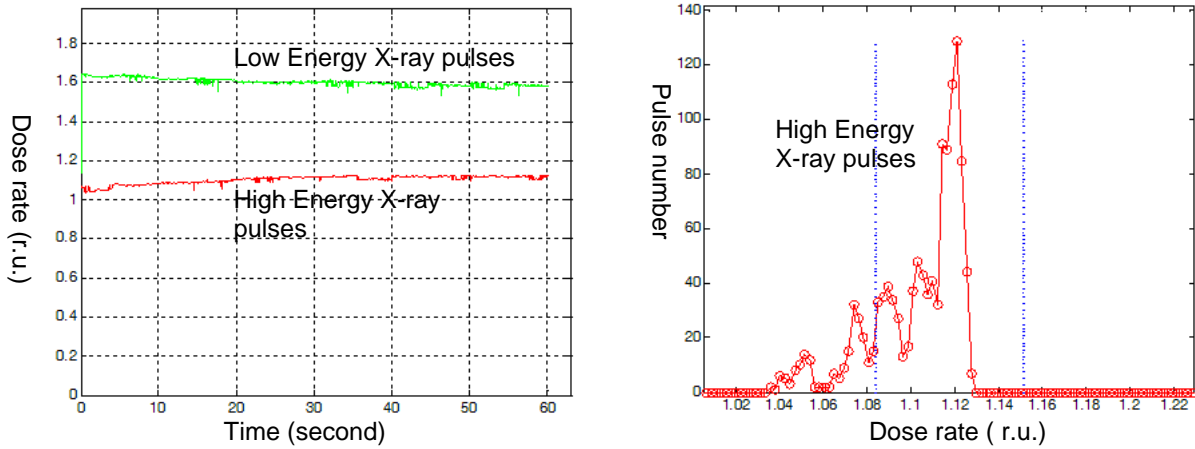 1.8
1.6
1.4
1.2
1
0.8
0.6
0.4
0.2
0
0 10 20 30 40 50 60
Low Energy X-ray pulses
High Energy X-ray
pulses
Dose rate (r.u.)
Time (second)
140
120
100
80
60
40
20
0
1.02 1.04 1.06 1.08 1.1 1.12 1.14 1.16 1.18 1.2 1.22
High Energy
X-ray pulses
Pulse number
Dose rate ( r.u.)